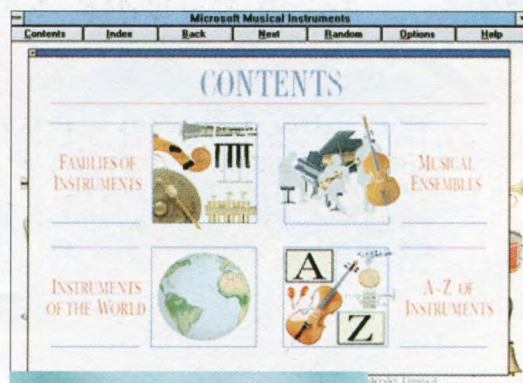 Microsoft Musical Instruments
Contents Index Back Next Random Options Help
CONTENTS
FAMILIES OF
INSTRUMENTS
MUSICAL
ENSEMBLES
INSTRUMENTS
OF THE WORLD
A
Z
A-Z OF
INSTRUMENTS